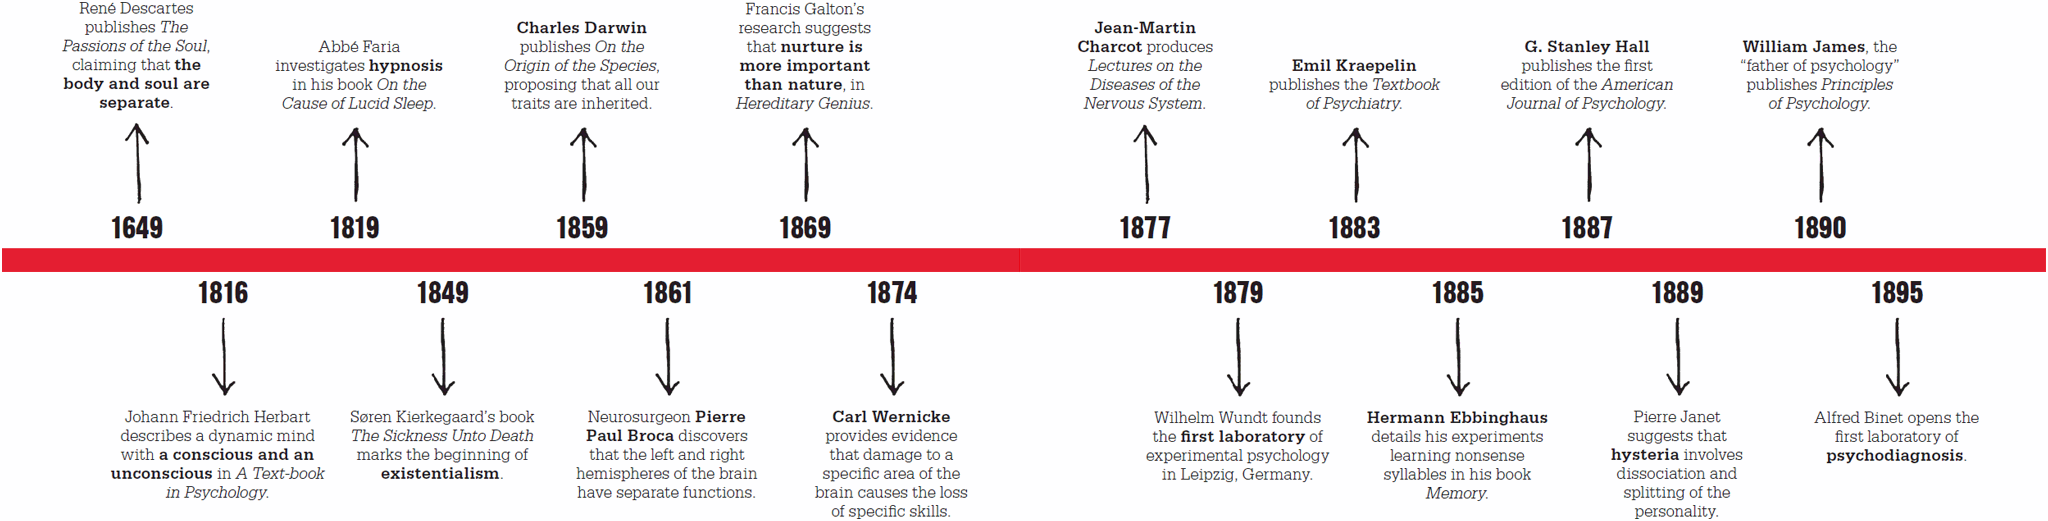 René Descartes
publishes The
Passions of the Soul,
claiming that the
body and soul are
separate.
1649
Abbé Faria
investigates hypnosis
in his book On the
Cause of Lucid Sleep.
1819
Charles Darwin
publishes On the
Origin of the Species,
proposing that all our
traits are inherited.
1859
Francis Galton's
research suggests
that nurture is
more important
than nature, in
Hereditary Genius.
1869
Jean-Martin
Charcot produces
Lectures on the
Diseases of the
Nervous System.
1877
Emil Kraepelin
publishes the Textbook
of Psychiatry.
1883
G. Stanley Hall
publishes the first
edition of the American
Journal of Psychology.
1887
William James, the
“father of psychology”
publishes Principles
of Psychology.
1890
1816
Johann Friedrich Herbart
describes a dynamic mind
with a conscious and an
unconscious in A Text-book
in Psychology.
1849
Søren Kierkegaard's book
The Sickness Unto Death
marks the beginning of
existentialism.
1861
Neurosurgeon Pierre
Paul Broca discovers
that the left and right
hemispheres of the brain
have separate functions.
1874
Carl Wernicke
provides evidence
that damage to a
specific area of the
brain causes the loss
of specific skills.
1879
Wilhelm Wundt founds
the first laboratory of
experimental psychology
in Leipzig, Germany.
1885
Hermann Ebbinghaus
details his experiments
learning nonsense
syllables in his book
Memory.
1889
Pierre Janet
suggests that
hysteria involves
dissociation and
splitting of the
personality.
1895
Alfred Binet opens the
first laboratory of
psychodiagnosis.